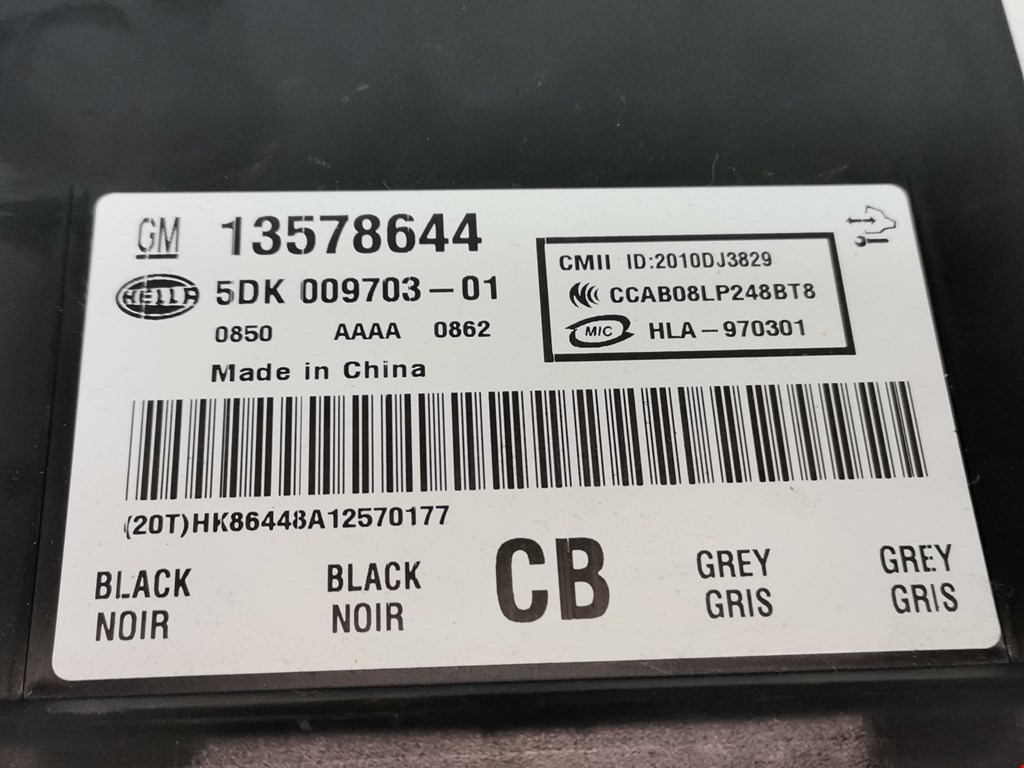 GM 13578644
HELLA 5DK 009703-01
0850 AAAA 0862
Made in China
CMII ID:2010DJ3829
CCAB08LP248BT8
MIC HLA-970301
(20T)HK86448A12570177
BLACK BLACK CB GREY GREY
NOIR NOIR GRIS GRIS